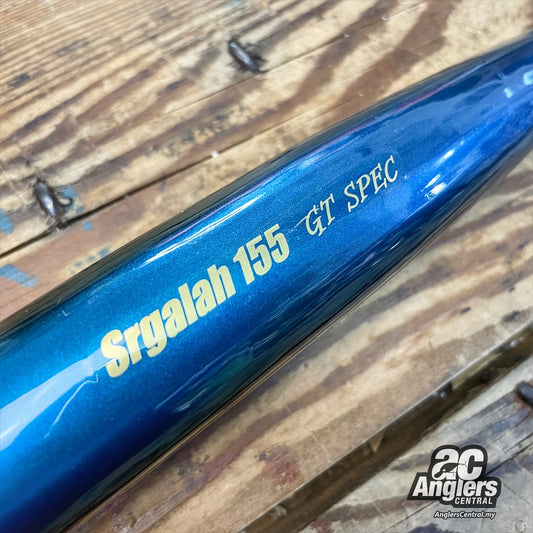 Srgalah 155 GT SPEC
ac
Anglers
CENTRAL
AnglersCentral.my